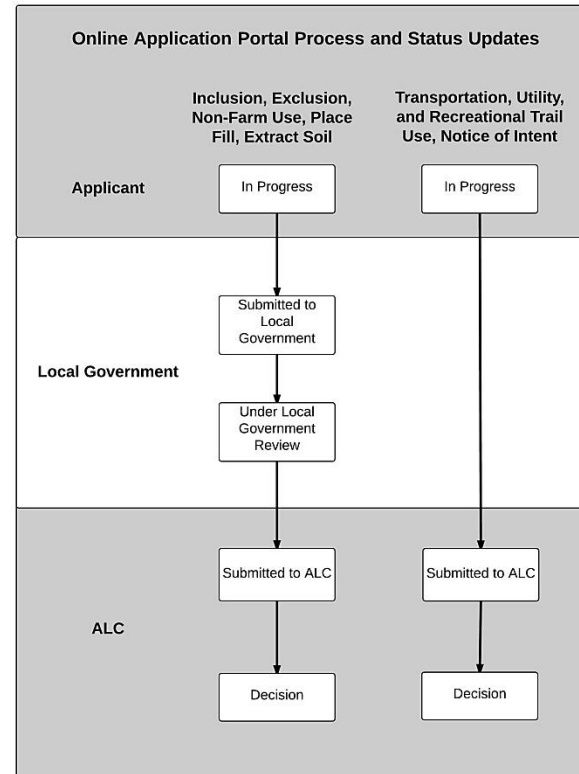 Online Application Portal Process and Status Updates
Inclusion, Exclusion,
Non-Farm Use, Place
Fill, Extract Soil
Transportation, Utility,
and Recreational Trail
Use, Notice of Intent
Applicant
In Progress
In Progress
Local Government
Submitted to
Local
Government
Under Local
Government
Review
ALC
Submitted to ALC
Submitted to ALC
Decision
Decision